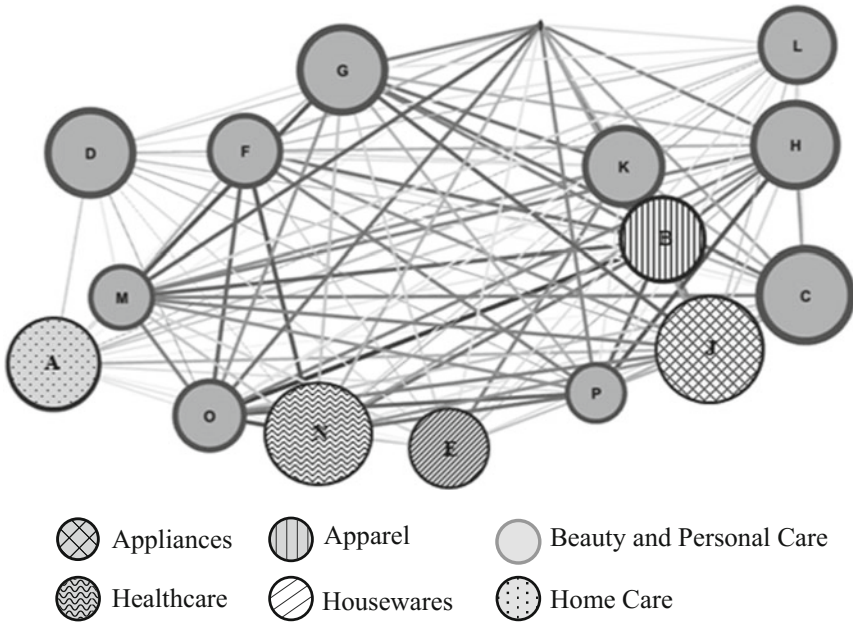 L
G
H
D
F
K
B
M
C
A
J
P
O
N
E
Appliances
Apparel
Beauty and Personal Care
Healthcare
Housewares
Home Care